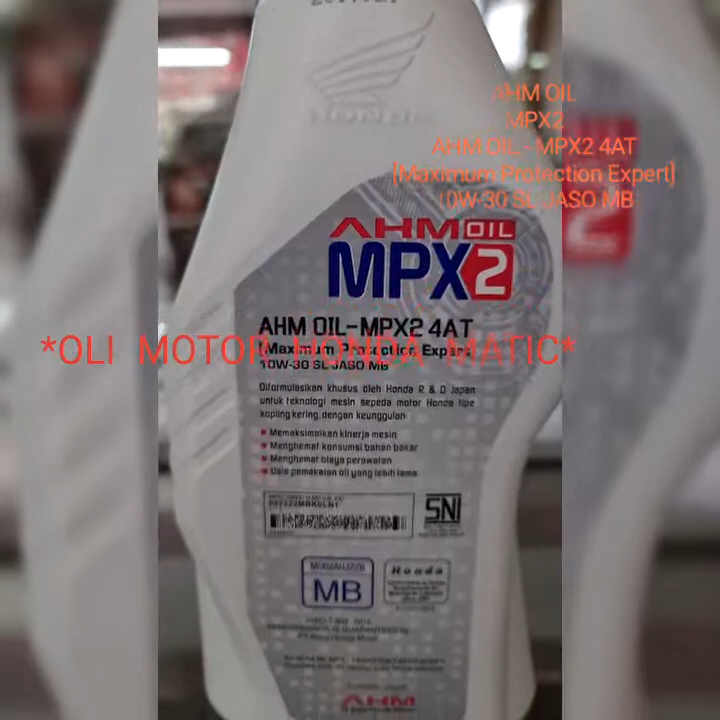 HONDA
AHM OIL
MPX2
AHM OIL
MPX2
AHM OIL - MPX2 4AT
[Maximum Protection Expert]
10W-30 SL:JASO MB
AHM OIL-MPX2 4AT
*OLI MOTOR HONDA MATIC*
[Maximum Protection Expert]
10W-30 SL:JASO MB
Diformulasikan khusus oleh Honda R & D Japan
untuk teknologi mesin sepeda motor Honda tipe
kopling kering, dengan keunggulan
Memaksimalkan kinerja mesin
Menghemat konsumsi bahan bakar
Menghemat biaya perawatan
Usia pemakaian oli yang lebih lama
SNI
MB
Honda
AHM